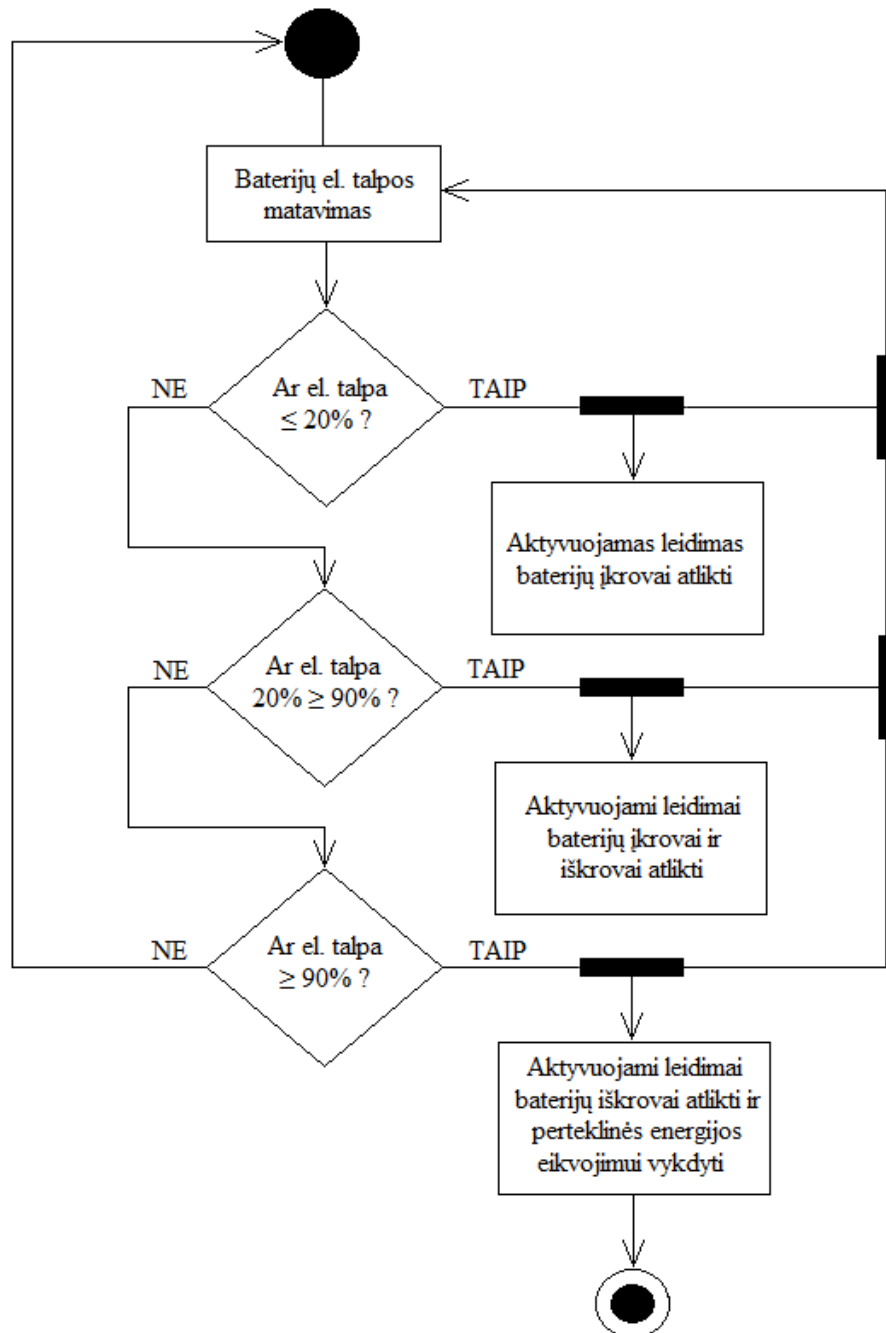 Baterijų el. talpos
matavimas
NE
Ar el. talpa
≤ 20% ?
TAIP
Aktyvuojamas leidimas
baterijų įkrovai atlikti
NE
Ar el. talpa
20% ≥ 90% ?
TAIP
Aktyvuojami leidimai
baterijų įkrovai ir
iškrovai atlikti
NE
Ar el. talpa
≥ 90% ?
TAIP
Aktyvuojami leidimai
baterijų iškrovai atlikti ir
perteklinės energijos
eikvojimui vykdyti